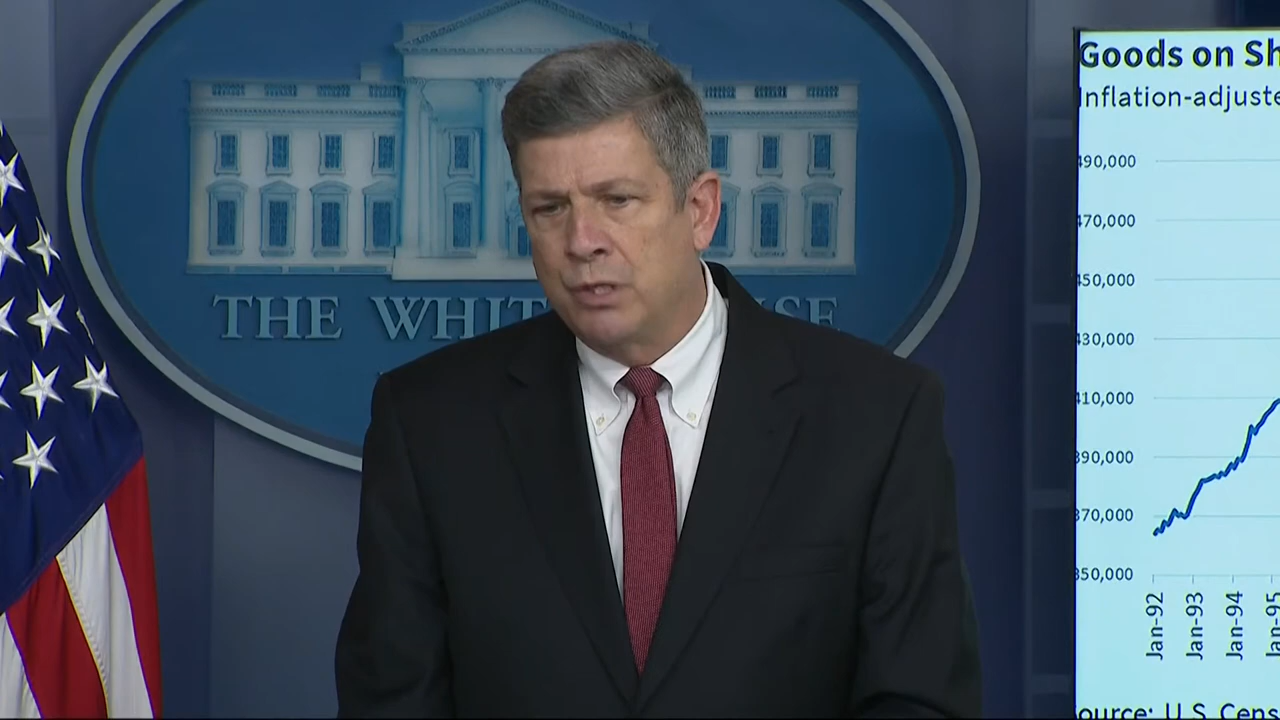 THE WHIT SE
Goods on Sh
Inflation-adjuste
490,000
470,000
450,000
430,000
410,000
390,000
370,000
350,000
Jan-92
Jan-93
Jan-94
Jan-95
ource: U.S. Cens